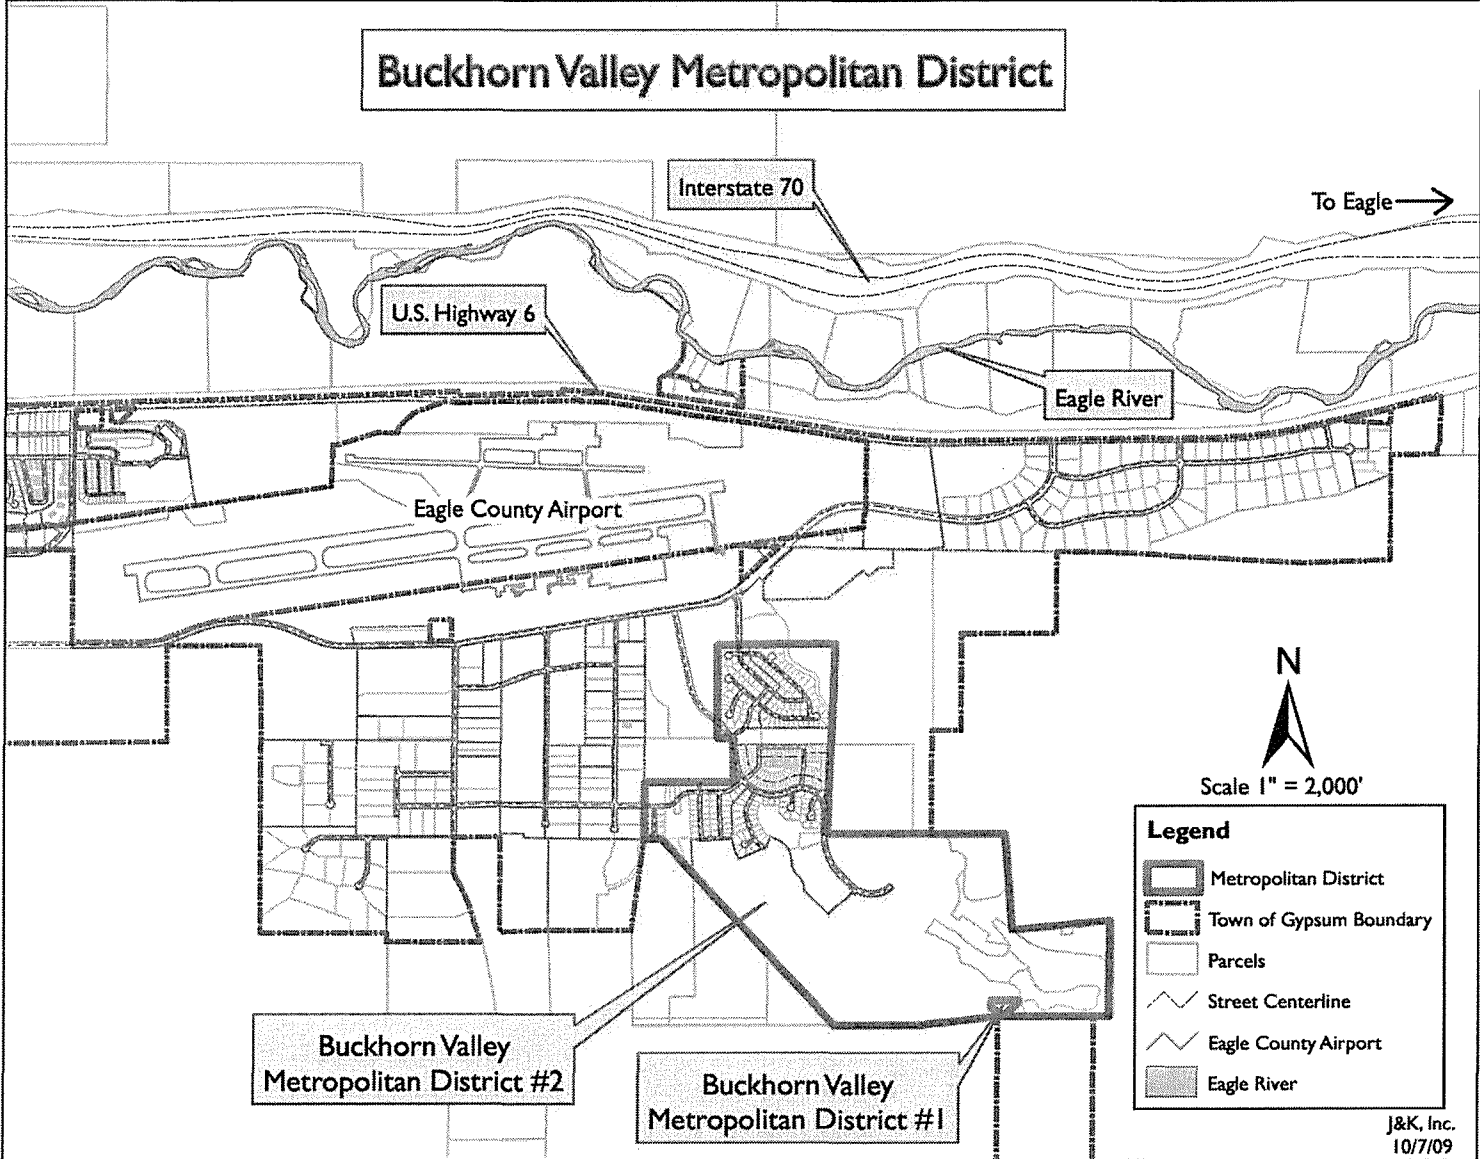 Buckhorn Valley Metropolitan District
Interstate 70
To Eagle
U.S. Highway 6
Eagle River
Eagle County Airport
N
Scale 1" = 2,000'
Legend
Metropolitan District
Town of Gypsum Boundary
Parcels
Street Centerline
Eagle County Airport
Eagle River
Buckhorn Valley
Metropolitan District #2
Buckhorn Valley
Metropolitan District #1
J&K, Inc.
10/7/09